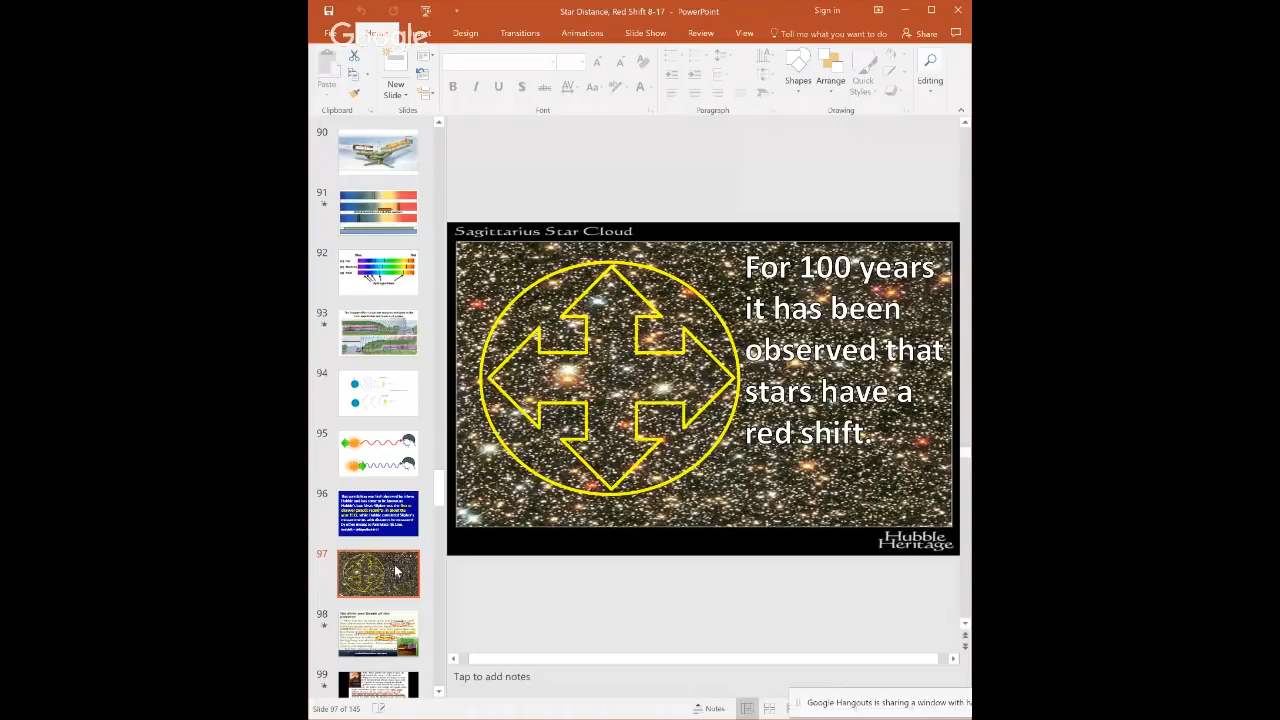 Star Distance, Red Shift 8-17 - PowerPoint
Sign in
Google
Home
Insert
Design
Transitions
Animations
Slide Show
Review
View
Tell me what you want to do
Share
Paste
New
Slide
Shapes
Arrange
Quick
Styles
Editing
Clipboard
Slides
Font
Paragraph
Drawing
90
91
92
93
94
95
96
97
98
99
Sagittarius Star Cloud
For 100 years
it has been
observed that
stars have a
red shift.
Hubble
Heritage
Tap to add notes
Slide 97 of 145
Notes
Google Hangouts is sharing a window with